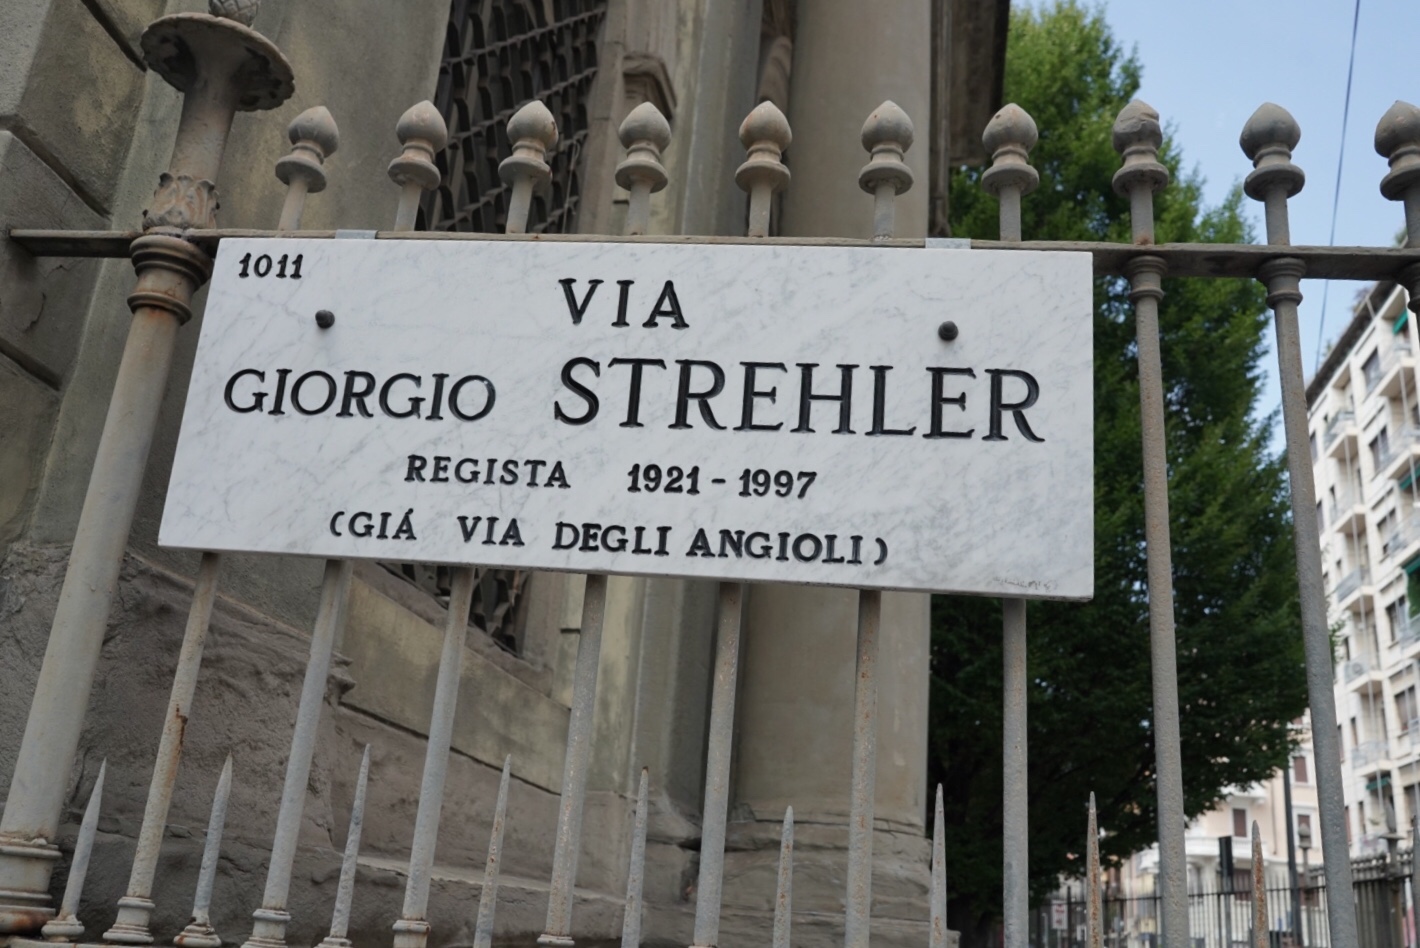 1011
VIA
GIORGIO STREHLER
REGISTA 1921 - 1997
(GIÁ VIA DEGLI ANGIOLI)